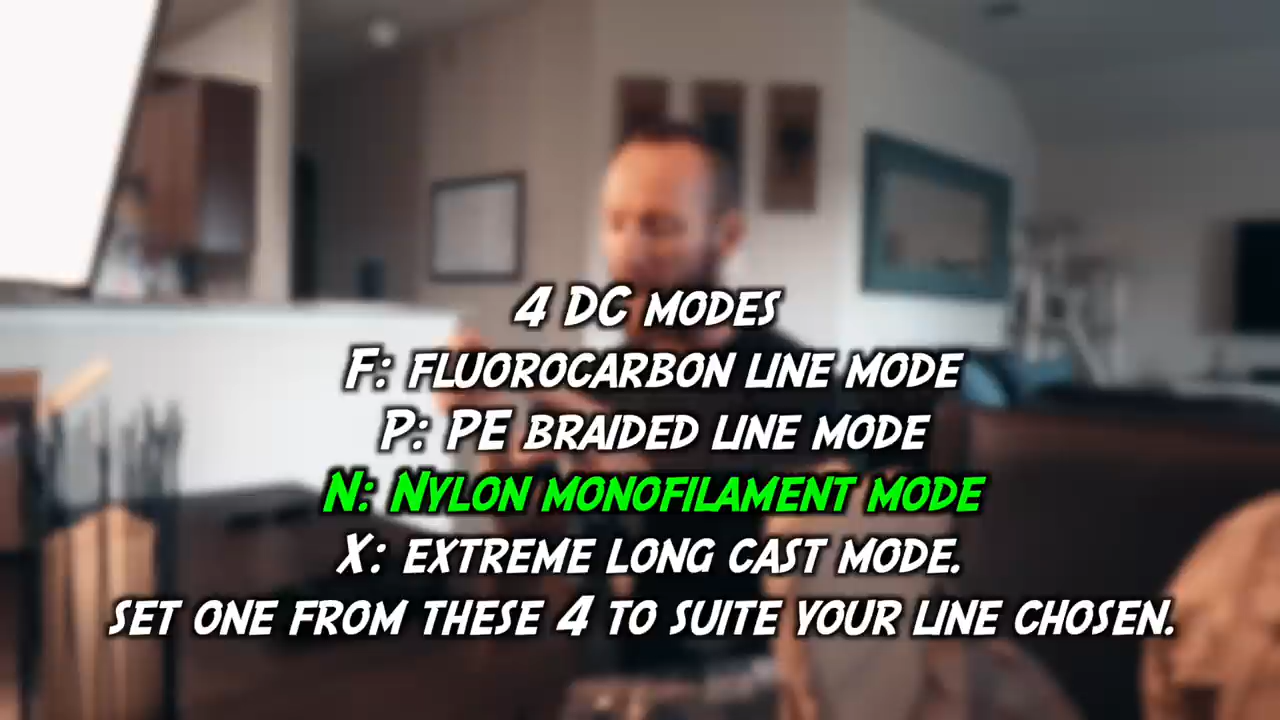 4 DC MODES
F: FLUOROCARBON LINE MODE
P: PE BRAIDED LINE MODE
N: NYLON MONOFILAMENT MODE
X: EXTREME LONG CAST MODE.
SET ONE FROM THESE 4 TO SUITE YOUR LINE CHOSEN.